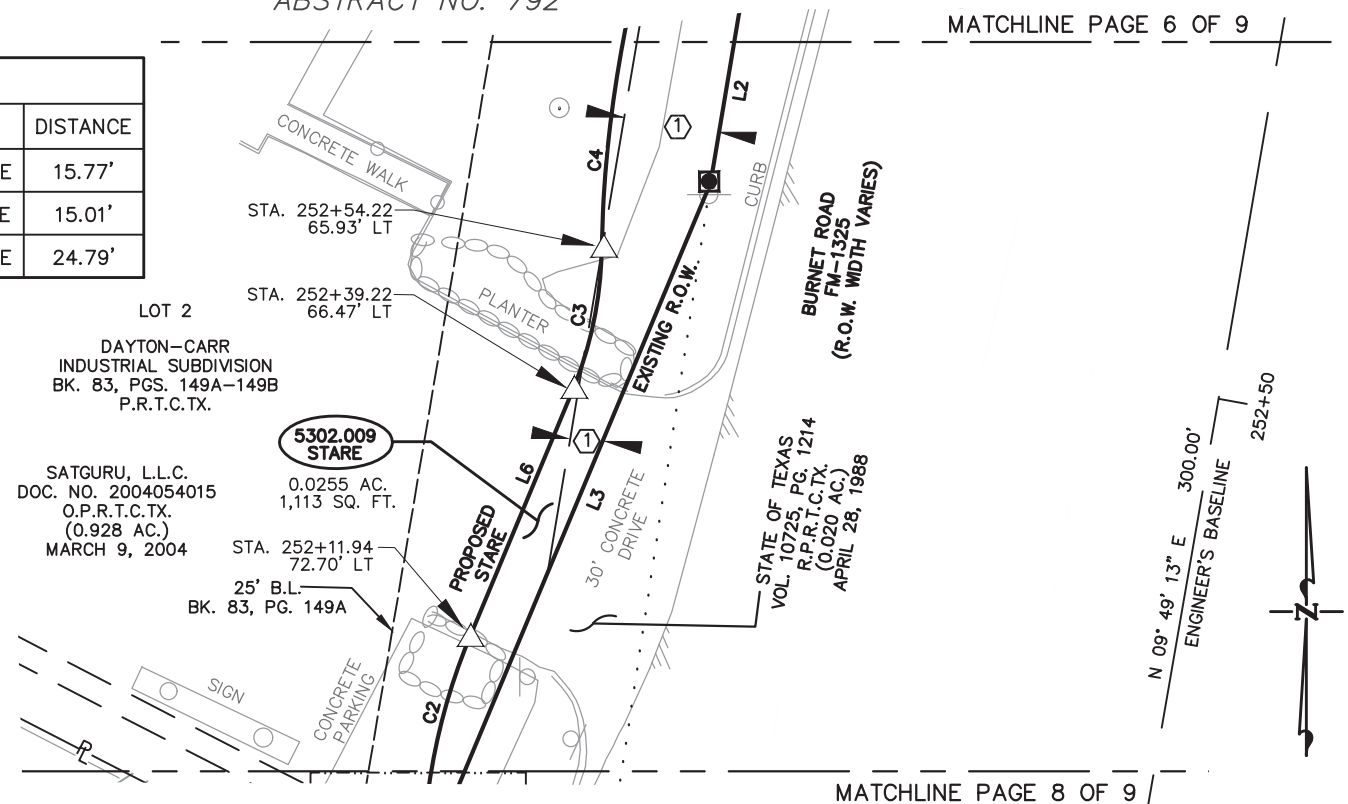 ABSTRACT NO. 792
MATCHLINE PAGE 6 OF 9
DISTANCE
E
15.77'
E
15.01'
E
24.79'
CONCRETE WALK
C4
1
L2
CURB
STA. 252+54.22
65.93' LT
STA. 252+39.22
66.47' LT
PLANTER
C3
EXISTING R.O.W.
BURNET ROAD
FM-1325
(R.O.W. WIDTH VARIES)
LOT 2
DAYTON-CARR
INDUSTRIAL SUBDIVISION
BK. 83, PGS. 149A-149B
P.R.T.C.TX.
5302.009
STARE
0.0255 AC.
1,113 SQ. FT.
1
L6
L3
SATGURU, L.L.C.
DOC. NO. 2004054015
O.P.R.T.C.TX.
(0.928 AC.)
MARCH 9, 2004
STA. 252+11.94
72.70' LT
25' B.L.
BK. 83, PG. 149A
PROPOSED
STARE
30' CONCRETE
DRIVE
STATE OF TEXAS
VOL. 10725, PG. 1214
R.P.R.T.C.TX.
(0.020 AC.)
APRIL 28, 1988
252+50
N 09° 49' 13" E 300.00'
ENGINEER'S BASELINE
N
SIGN
CONCRETE
PARKING
C2
PL
MATCHLINE PAGE 8 OF 9